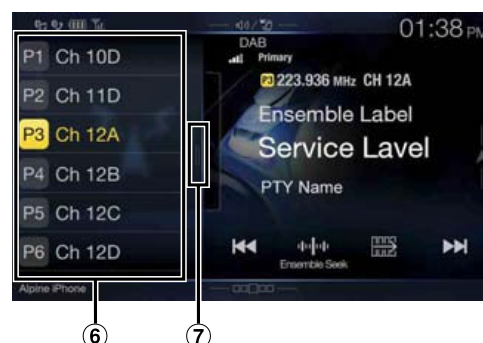 01:38 PM
P1 Ch 10D
P2 Ch 11D
P3 Ch 12A
P4 Ch 12B
P5 Ch 12C
P6 Ch 12D
Alpine iPhone
DAB
Primary
P3 223.936 MHz CH 12A
Ensemble Label
Service Lavel
PTY Name
Ensemble Seek
⑥ ⑦